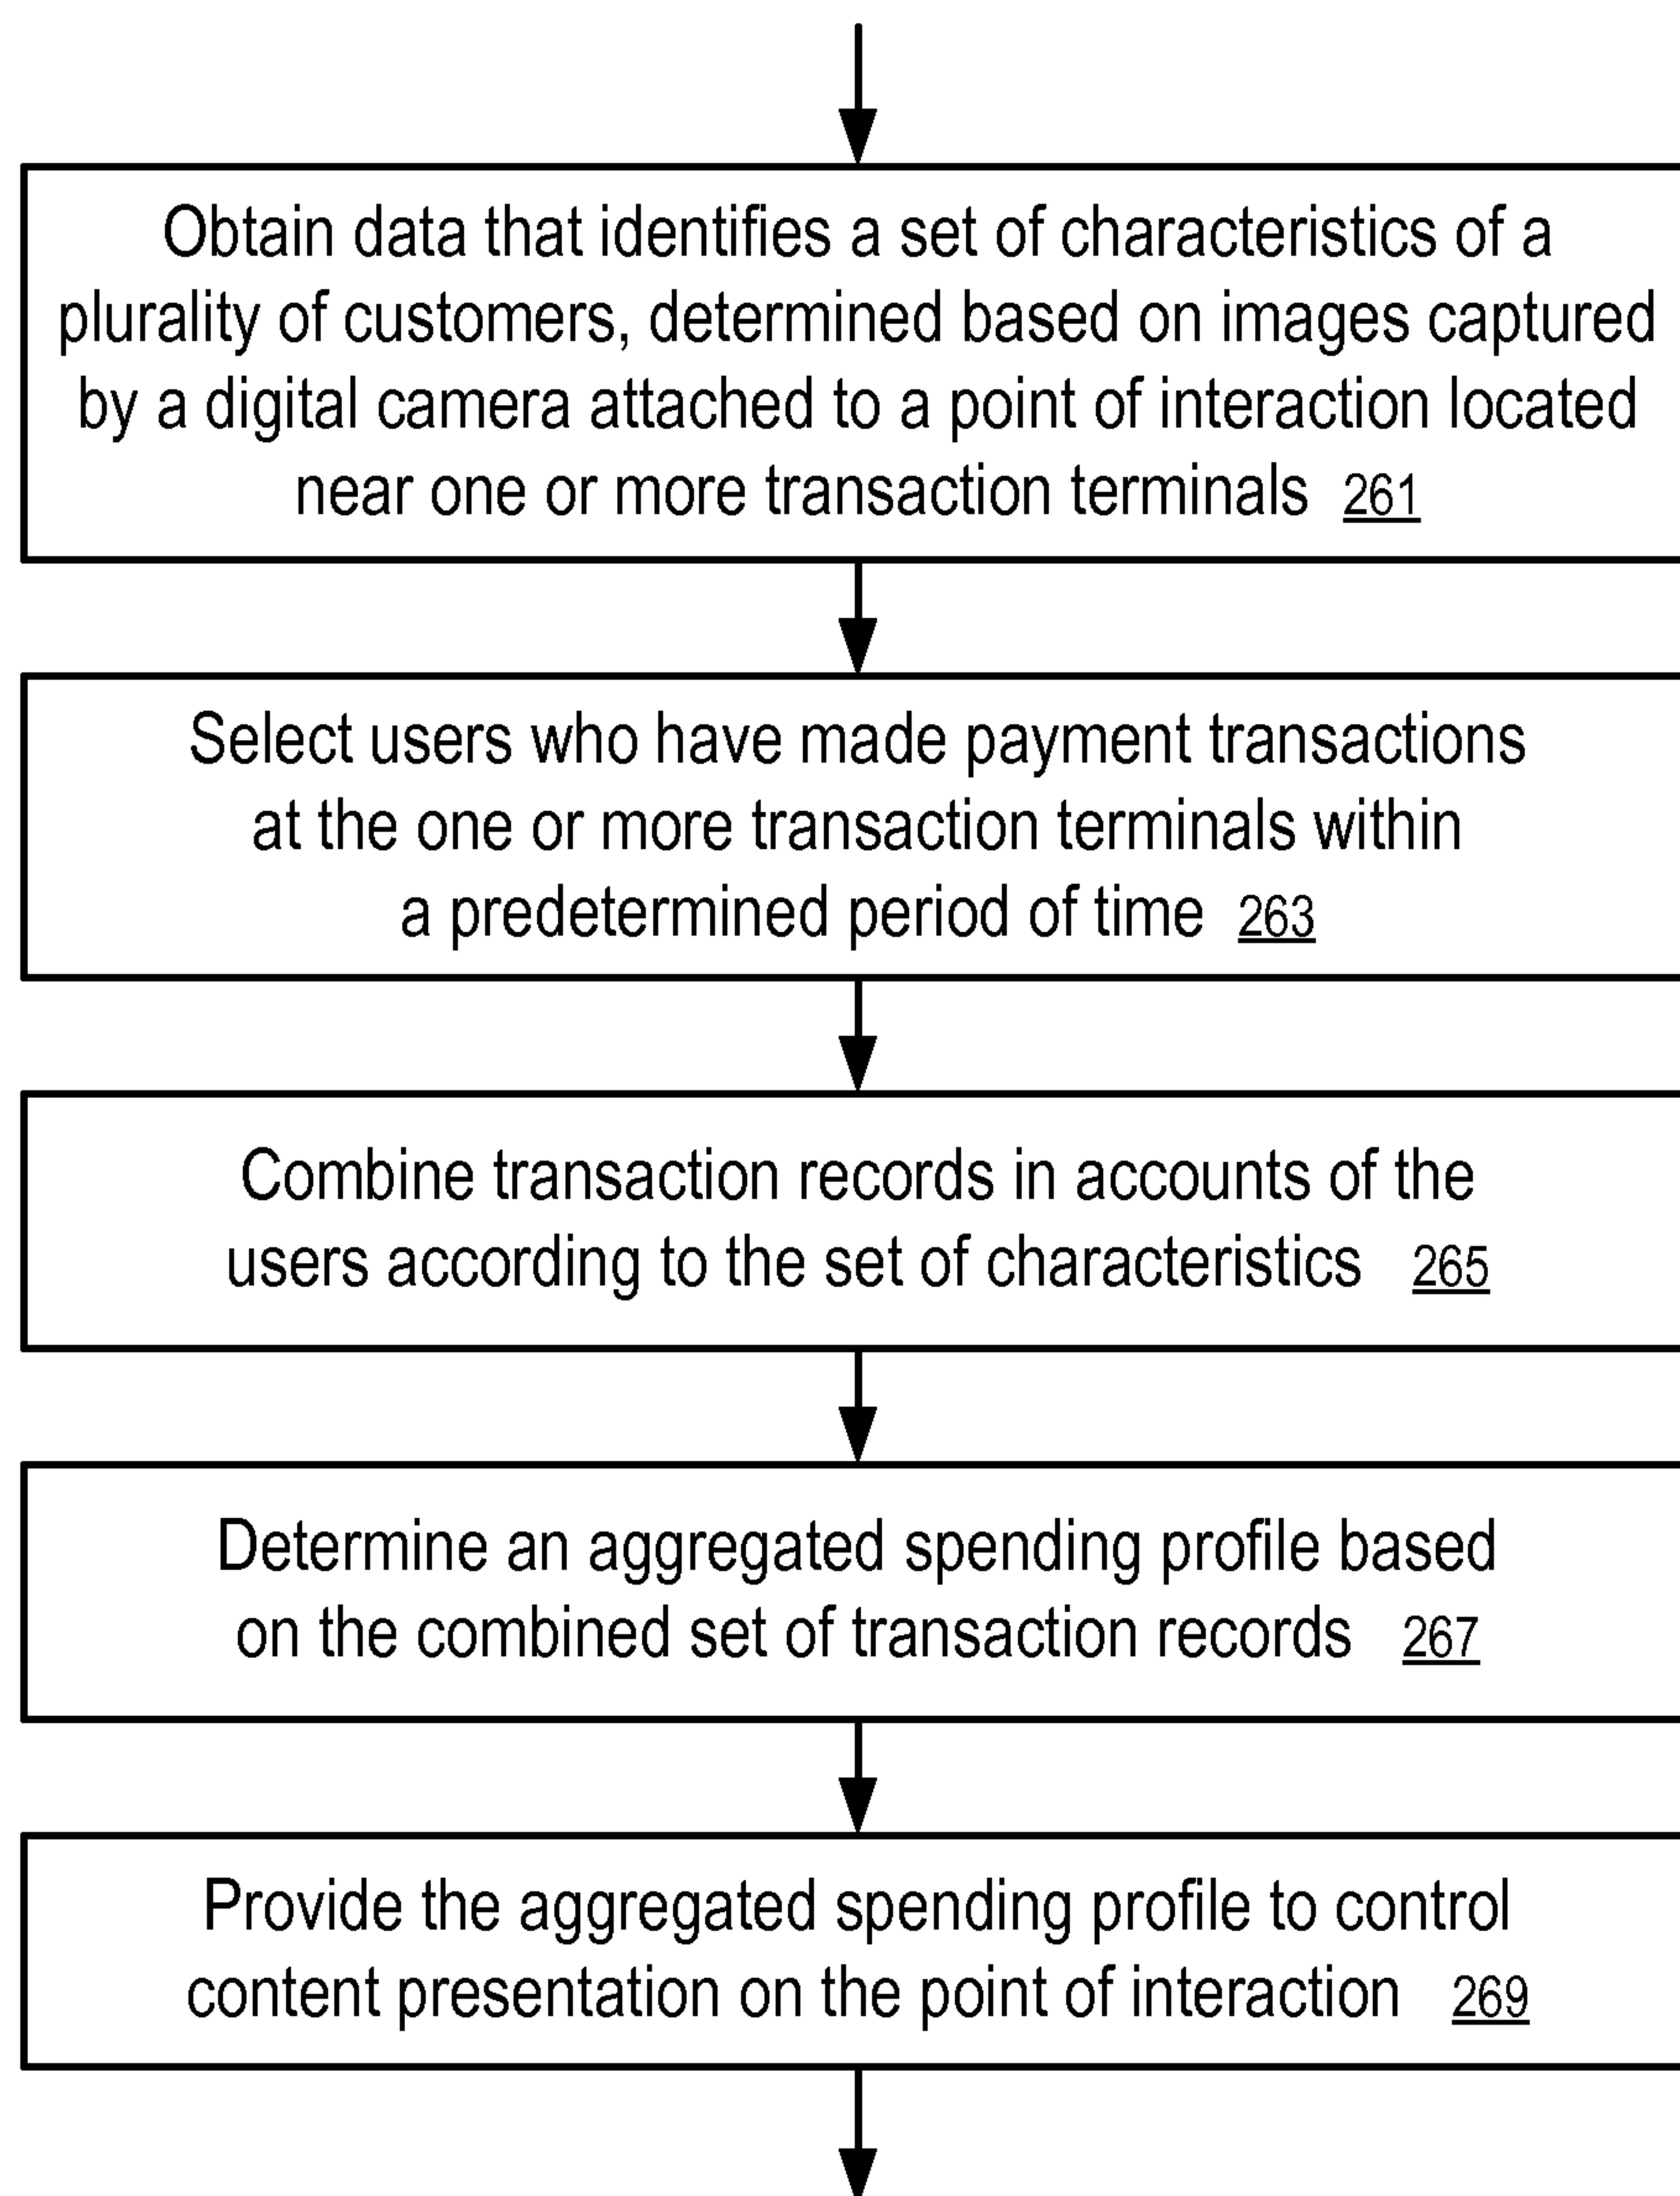 Obtain data that identifies a set of characteristics of a
plurality of customers, determined based on images captured
by a digital camera attached to a point of interaction located
near one or more transaction terminals 261
Select users who have made payment transactions
at the one or more transaction terminals within
a predetermined period of time 263
Combine transaction records in accounts of the
users according to the set of characteristics 265
Determine an aggregated spending profile based
on the combined set of transaction records 267
Provide the aggregated spending profile to control
content presentation on the point of interaction 269